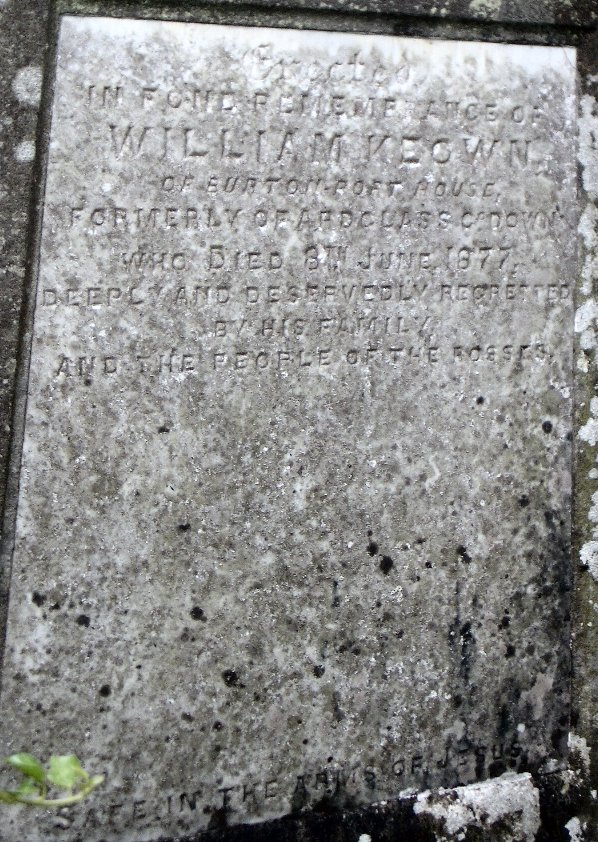 Erected
IN FOND REMEMBRANCE OF
WILLIAM KEOWN,
OF BURTON-PORT HOUSE,
FORMERLY OF ARDGLASS Co. DOWN
WHO DIED 8TH JUNE, 1877,
DEEPLY AND DESERVEDLY REGRETTED
BY HIS FAMILY
AND THE PEOPLE OF THE ROSSES.
SAFE IN THE ARMS OF JESUS.